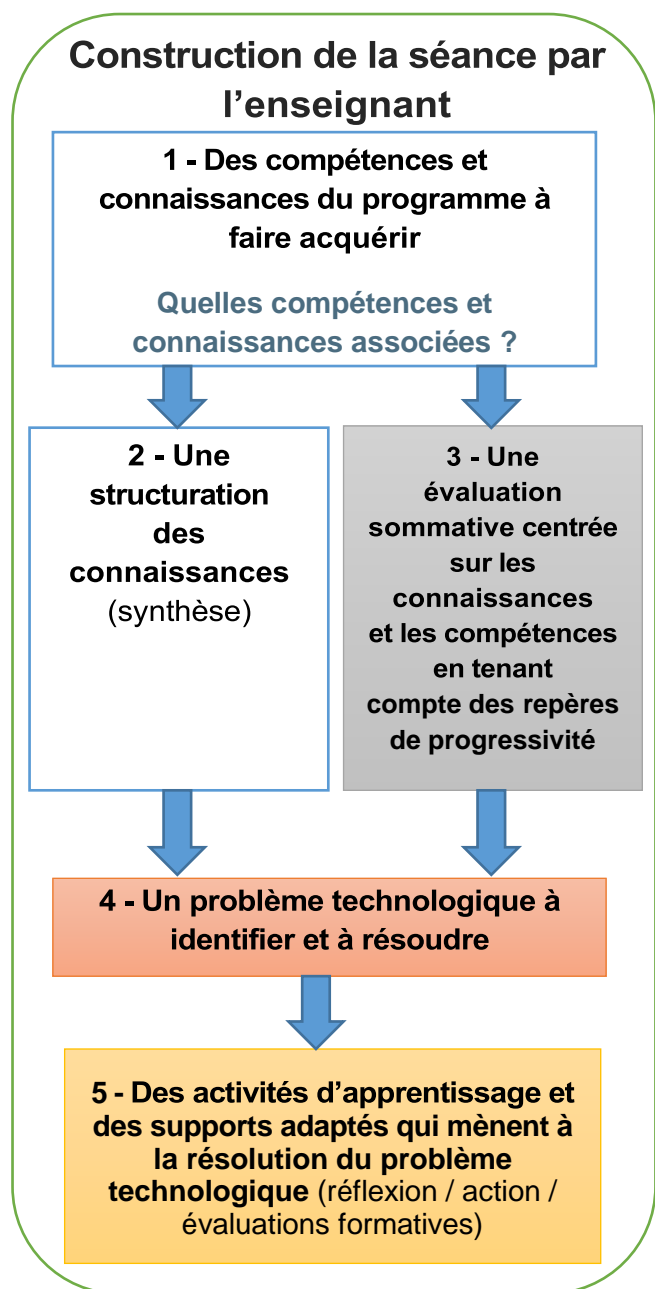 Construction de la séance par
l’enseignant
1 - Des compétences et
connaissances du programme à
faire acquérir
Quelles compétences et
connaissances associées ?
2 - Une
structuration
des
connaissances
(synthèse)
3 - Une
évaluation
sommative centrée
sur les
connaissances
et les compétences
en tenant
compte des repères
de progressivité
4 - Un problème technologique à
identifier et à résoudre
5 - Des activités d’apprentissage et
des supports adaptés qui mènent à
la résolution du problème
technologique (réflexion / action /
évaluations formatives)